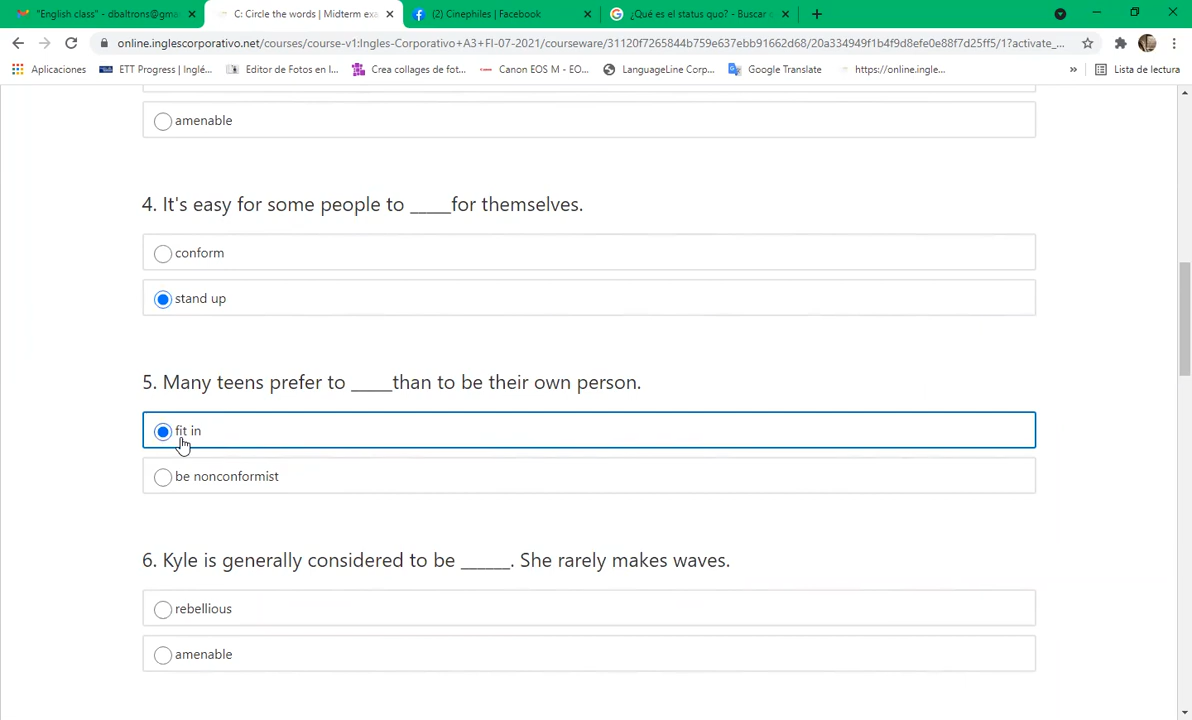 "English class" - dbaltrons@gma
C: Circle the words | Midterm exa
(2) Cinephiles | Facebook
¿Qué es el status quo? - Buscar c
online.inglescorporativo.net/courses/course-v1:Ingles-Corporativo+A3+FI-07-2021/courseware/31120f7265844b759e637ebb91662d68/20a334949f1b4f9d8efe0e88f7d25ff5/1?activate_...
Aplicaciones
ETT Progress | Inglé...
Editor de Fotos en l...
Crea collages de fot...
Canon EOS M - EO...
LanguageLine Corp...
Google Translate
https://online.ingle...
»
Lista de lectura
amenable
4. It's easy for some people to _____for themselves.
conform
stand up
5. Many teens prefer to _____than to be their own person.
fit in
be nonconformist
6. Kyle is generally considered to be ______. She rarely makes waves.
rebellious
amenable